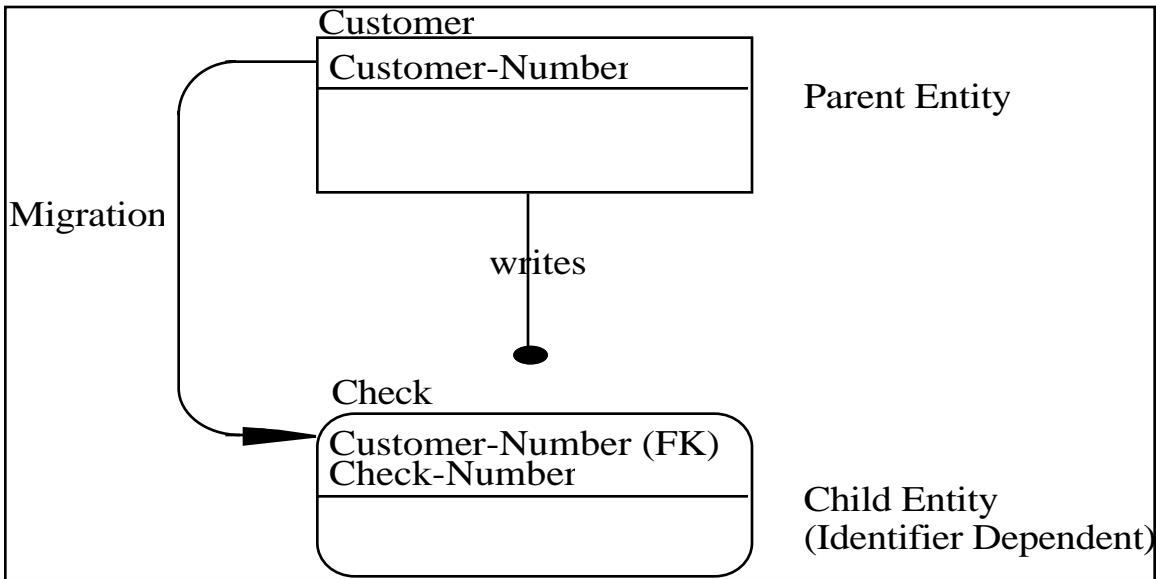 Customer
Customer-Number
Parent Entity
Migration
writes
Check
Customer-Number (FK)
Check-Number
Child Entity
(Identifier Dependent)